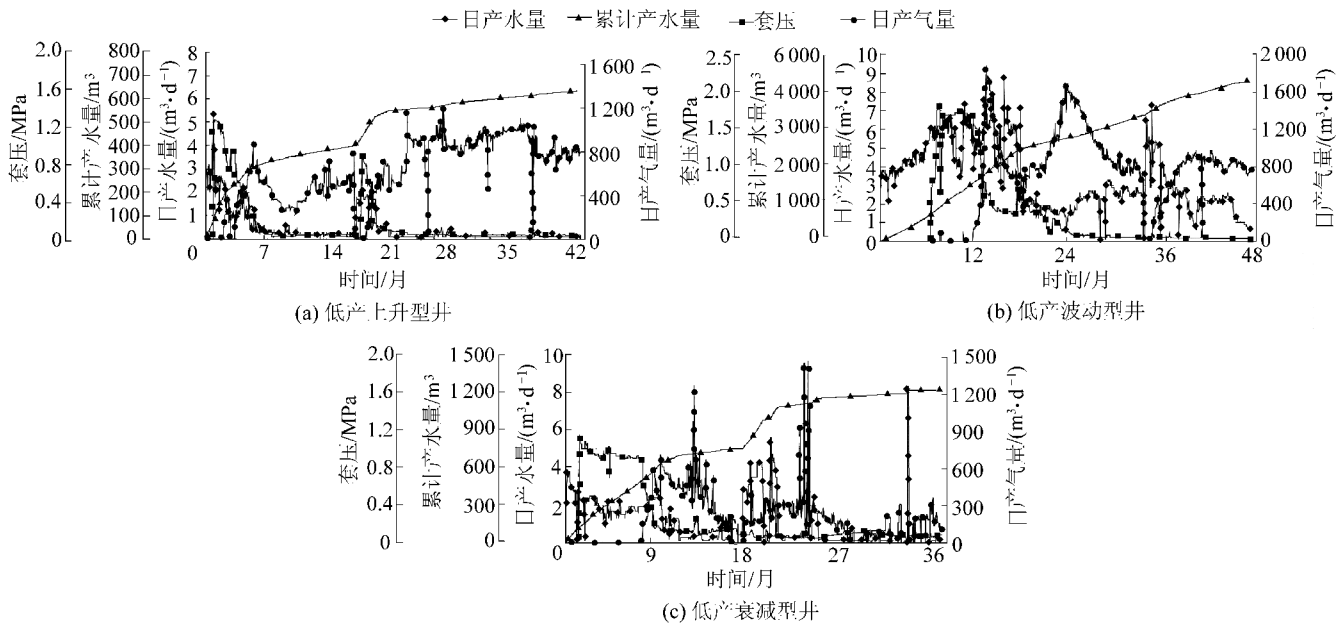 日产水量 累计产水量 套压 日产气量
2.0 800 8 1 600
1.6 700 7
600 6 1 200
1.2 500 5
400 4 800
0.8 300 3
0.4 200 2 400
100 1
0 0 0 0
套压/MPa
累计产水量/m³
日产水量/(m³·d⁻¹)
日产气量/(m³·d⁻¹)
7 14 21 28 35 42
时间/月
(a) 低产上升型井
2.5 6 000 10 2 000
9
2.0 5 000 8 1 600
7
1.5 4 000 6 1 200
5
1.0 3 000 4 800
2 000 3
0.5 1 000 2 400
1
0 0 0 0
套压/MPa
累计产水量/m³
日产水量/(m³·d⁻¹)
日产气量/(m³·d⁻¹)
12 24 36 48
时间/月
(b) 低产波动型井
2.0 1 500 10 1 500
1.6 1 200 8 1 200
1.2 900 6 900
0.8 600 4 600
0.4 300 2 300
0 0 0 0
套压/MPa
累计产水量/m³
日产水量/(m³·d⁻¹)
日产气量/(m³·d⁻¹)
9 18 27 36
时间/月
(c) 低产衰减型井